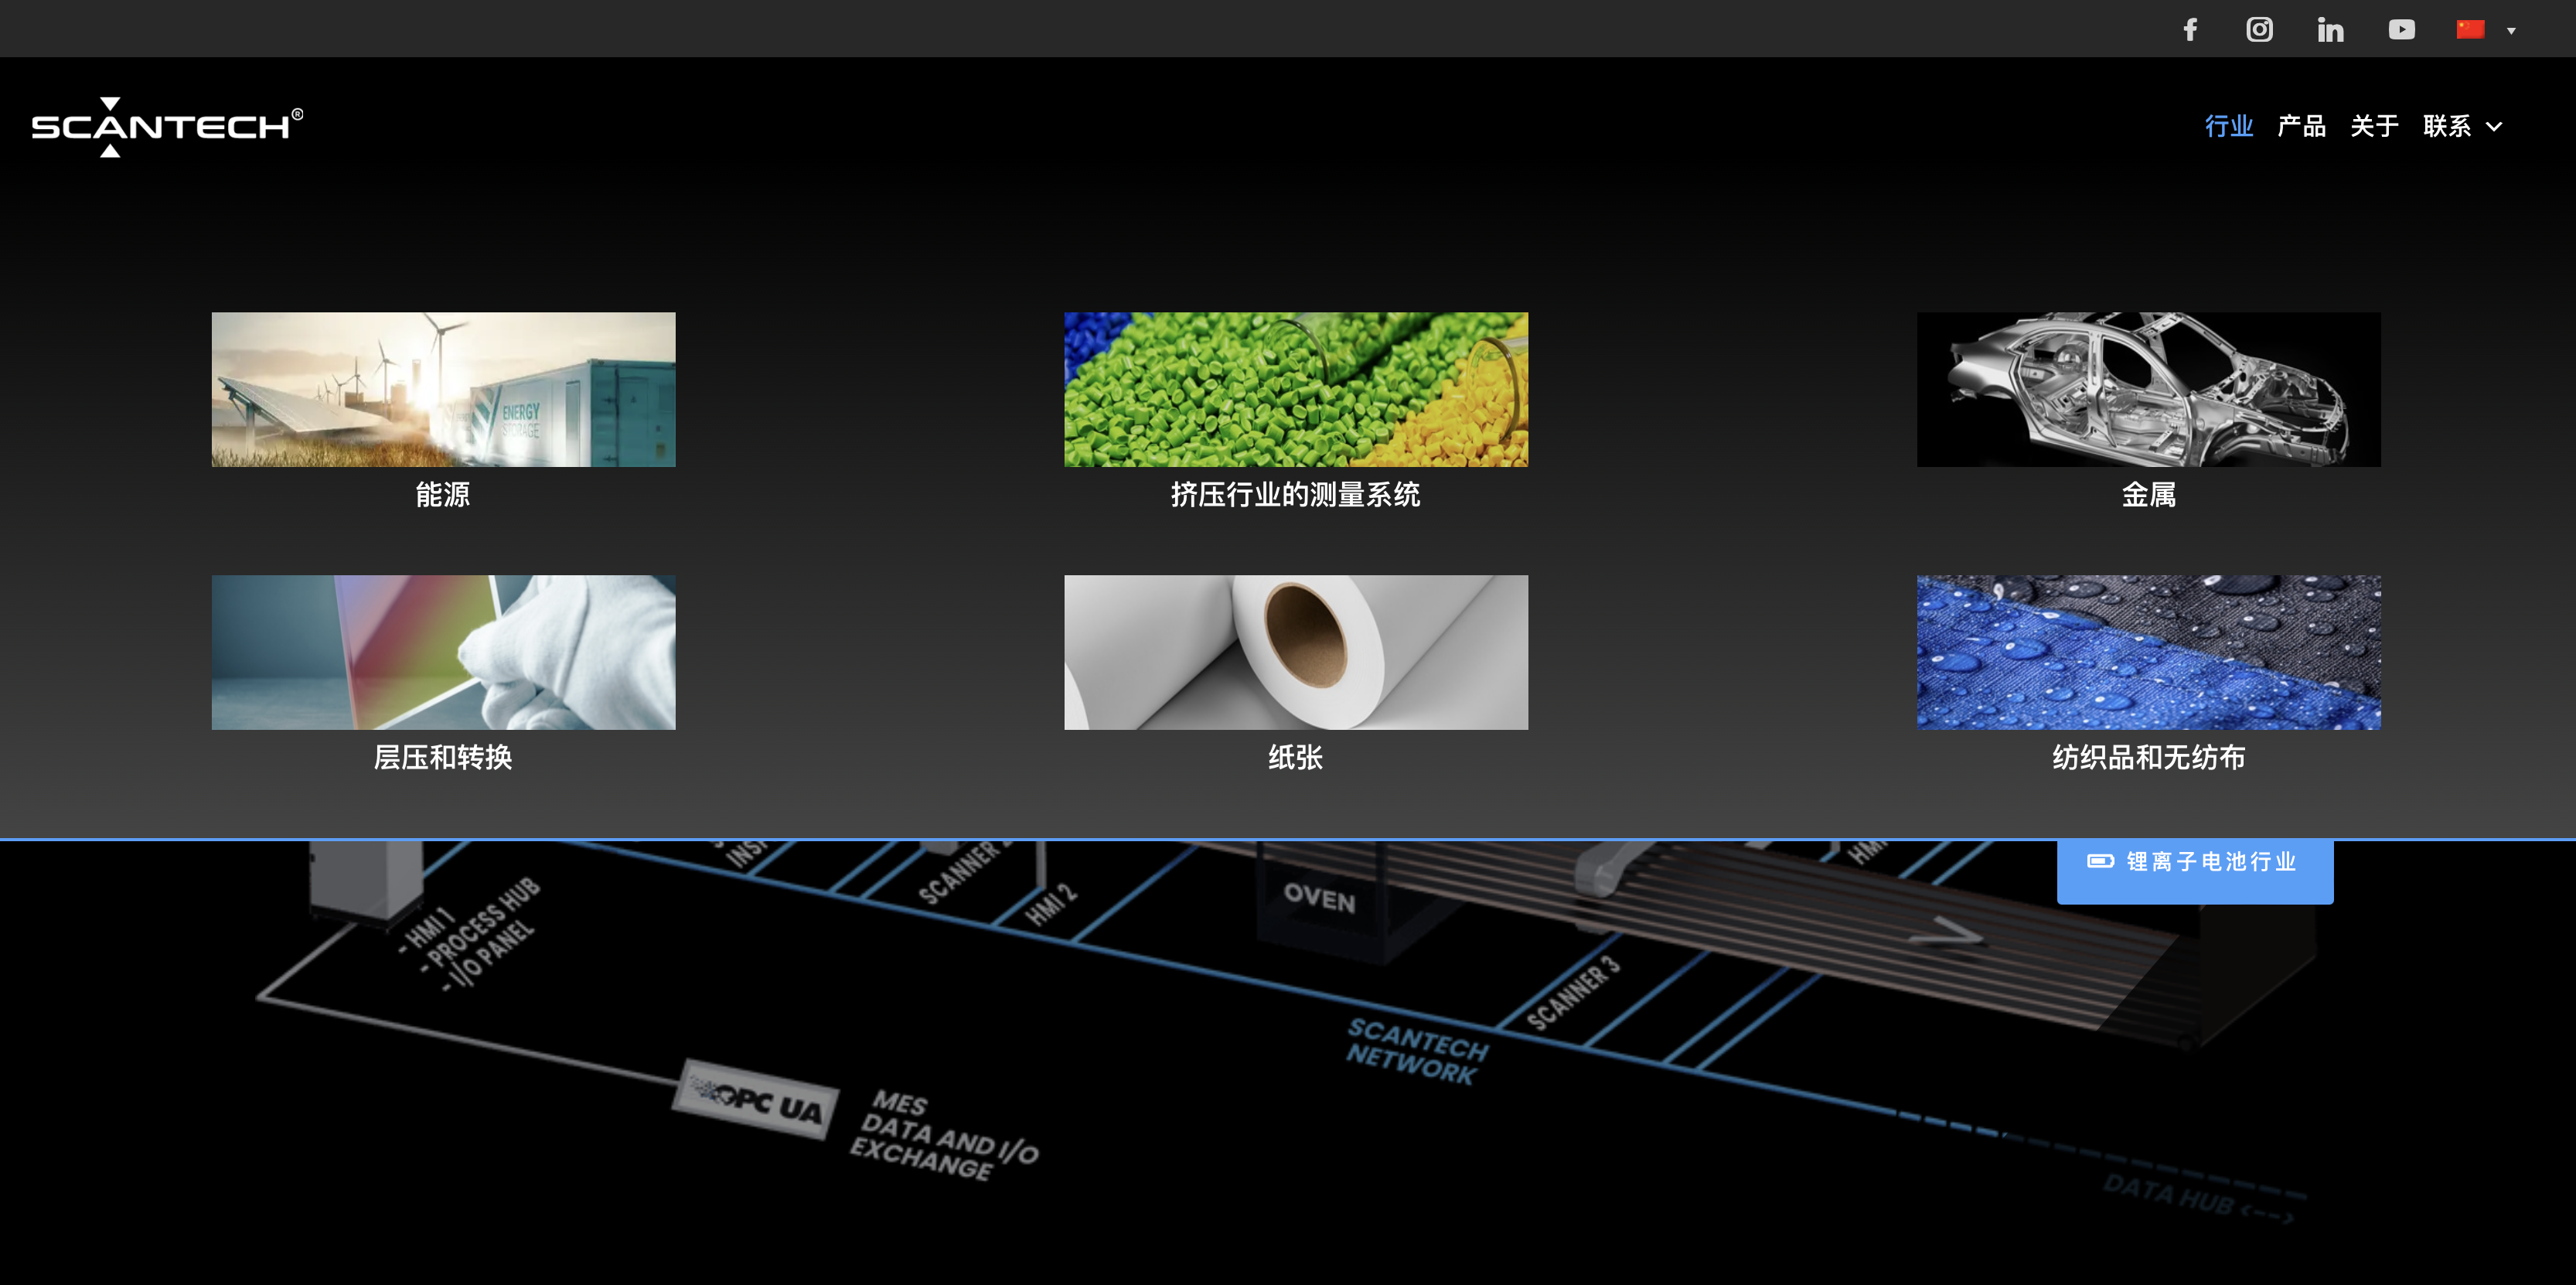 SCANTECH®
行业 产品 关于 联系
ENERGY
STORAGE
能源
挤压行业的测量系统
金属
层压和转换
纸张
纺织品和无纺布
锂离子电池行业
SCANNER 2
HMI 2
OVEN
- HMI 1
- PROCESS HUB
- I/O PANEL
SCANNER 3
SCANTECH
NETWORK
OPC UA
MES
DATA AND I/O
EXCHANGE
DATA HUB <-->